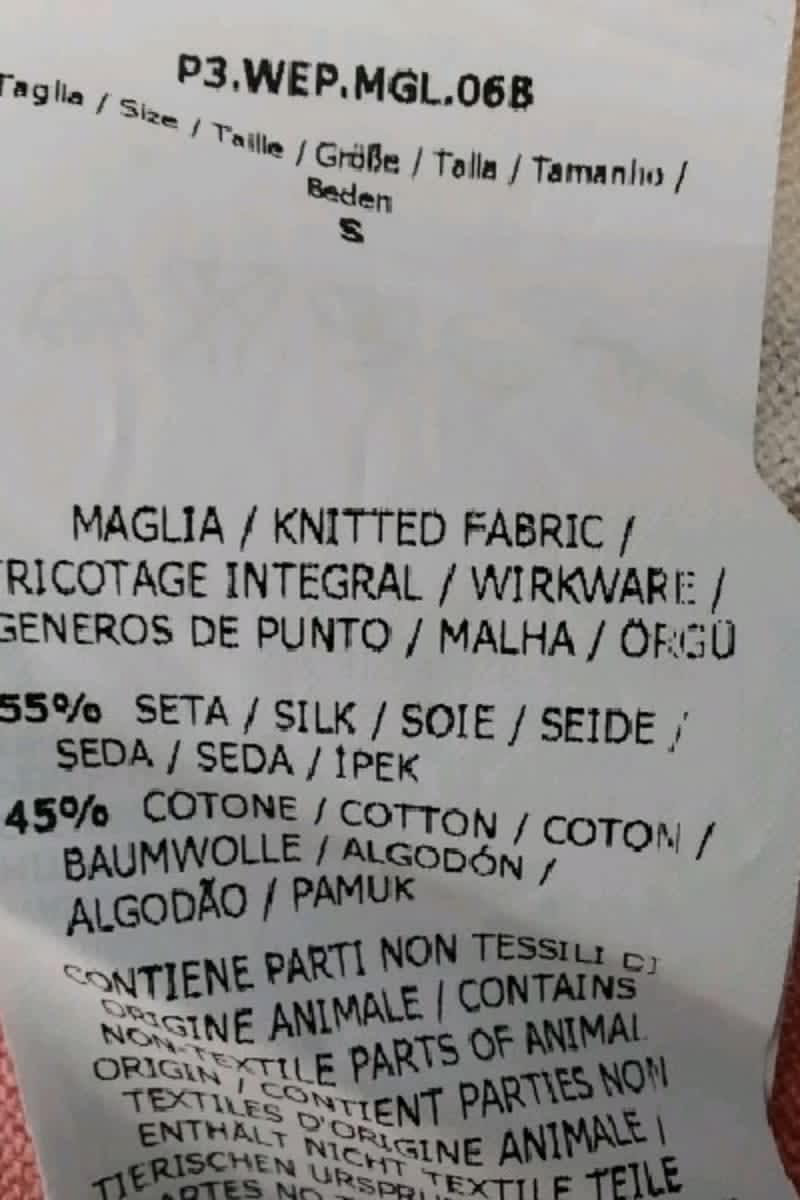 P3.WEP.MGL.06B
Taglia / Size / Taille / Größe / Talla / Tamanho /
Beden
S
MAGLIA / KNITTED FABRIC /
TRICOTAGE INTEGRAL / WIRKWARE /
GENEROS DE PUNTO / MALHA / ÖRGÜ
55% SETA / SILK / SOIE / SEIDE /
SEDA / SEDA / İPEK
45% COTONE / COTTON / COTON /
BAUMWOLLE / ALGODÓN /
ALGODÃO / PAMUK
CONTIENE PARTI NON TESSILI DI
ORIGINE ANIMALE / CONTAINS
NON-TEXTILE PARTS OF ANIMAL
ORIGIN / CONTIENT PARTIES NON
TEXTILES D'ORIGINE ANIMALE /
ENTHÄLT NICHT TEXTILE TEILE
TIERISCHEN